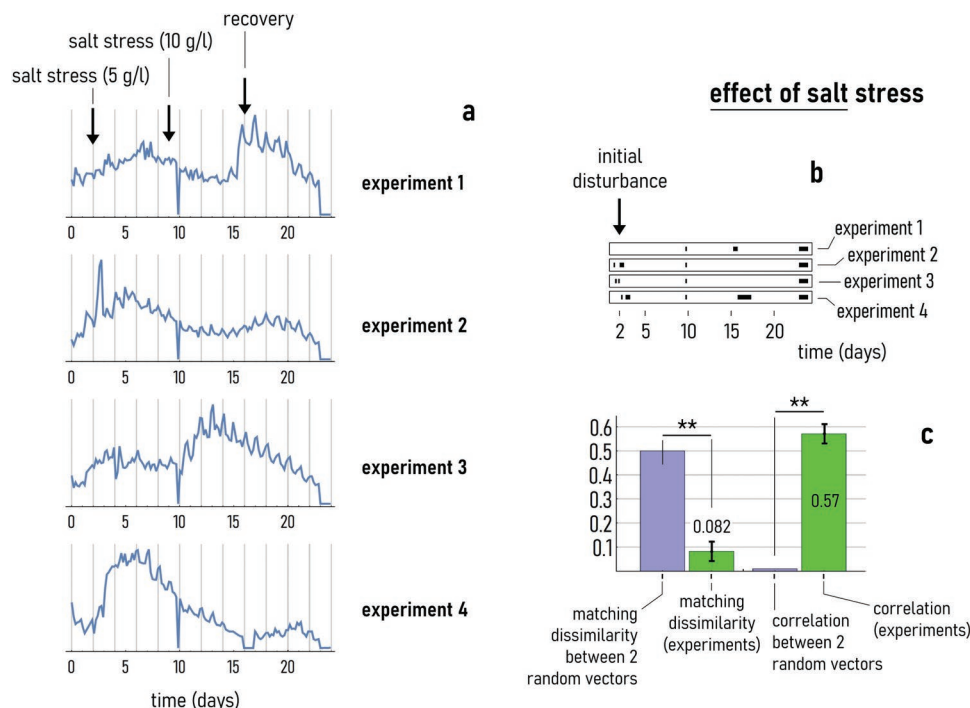 recovery
salt stress (10 g/l)
salt stress (5 g/l)
a
experiment 1
0 5 10 15 20
experiment 2
0 5 10 15 20
experiment 3
0 5 10 15 20
experiment 4
0 5 10 15 20
time (days)
effect of salt stress
initial
disturbance
b
experiment 1
experiment 2
experiment 3
experiment 4
2 5 10 15 20
time (days)
c
** **
0.6
0.5
0.4
0.3
0.2
0.1
0.082
0.57
matching
dissimilarity
between 2
random vectors
matching
dissimilarity
(experiments)
correlation
between 2
random vectors
correlation
(experiments)